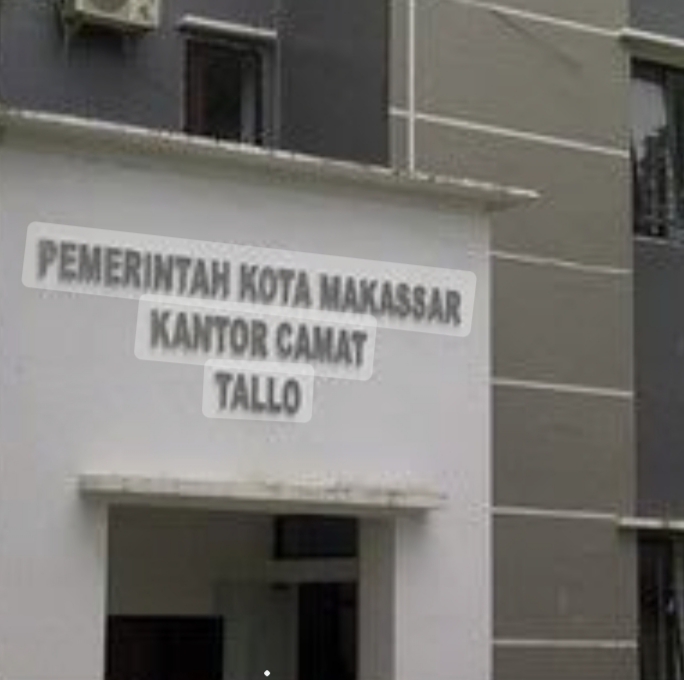 PEMERINTAH KOTA MAKASSAR
KANTOR CAMAT
TALLO